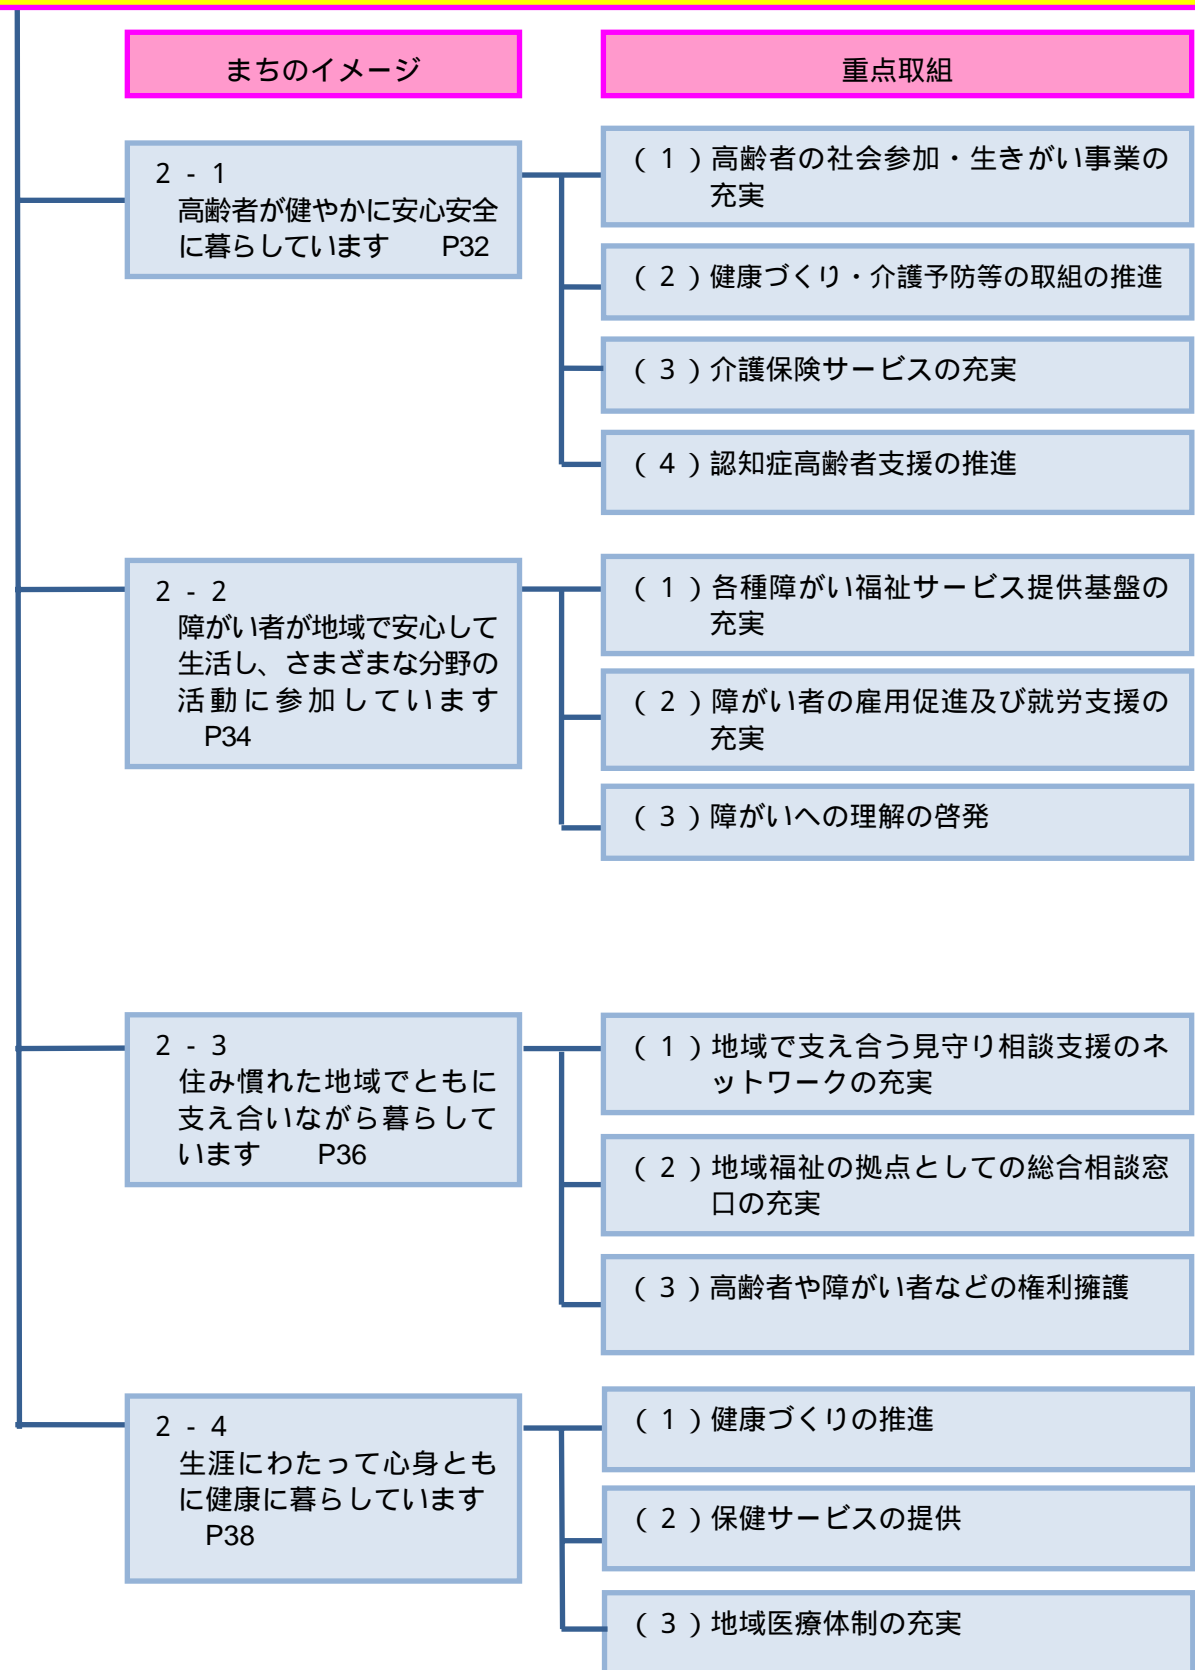 まちのイメージ
重点取組
2 - 1
高齢者が健やかに安心安全
に暮らしています P32
（1）高齢者の社会参加・生きがい事業の
充実
（2）健康づくり・介護予防等の取組の推進
（3）介護保険サービスの充実
（4）認知症高齢者支援の推進
2 - 2
障がい者が地域で安心して
生活し、さまざまな分野の
活動に参加しています
P34
（1）各種障がい福祉サービス提供基盤の
充実
（2）障がい者の雇用促進及び就労支援の
充実
（3）障がいへの理解の啓発
2 - 3
住み慣れた地域でともに
支え合いながら暮らして
います P36
（1）地域で支え合う見守り相談支援のネ
ットワークの充実
（2）地域福祉の拠点としての総合相談窓
口の充実
（3）高齢者や障がい者などの権利擁護
2 - 4
生涯にわたって心身とも
に健康に暮らしています
P38
（1）健康づくりの推進
（2）保健サービスの提供
（3）地域医療体制の充実